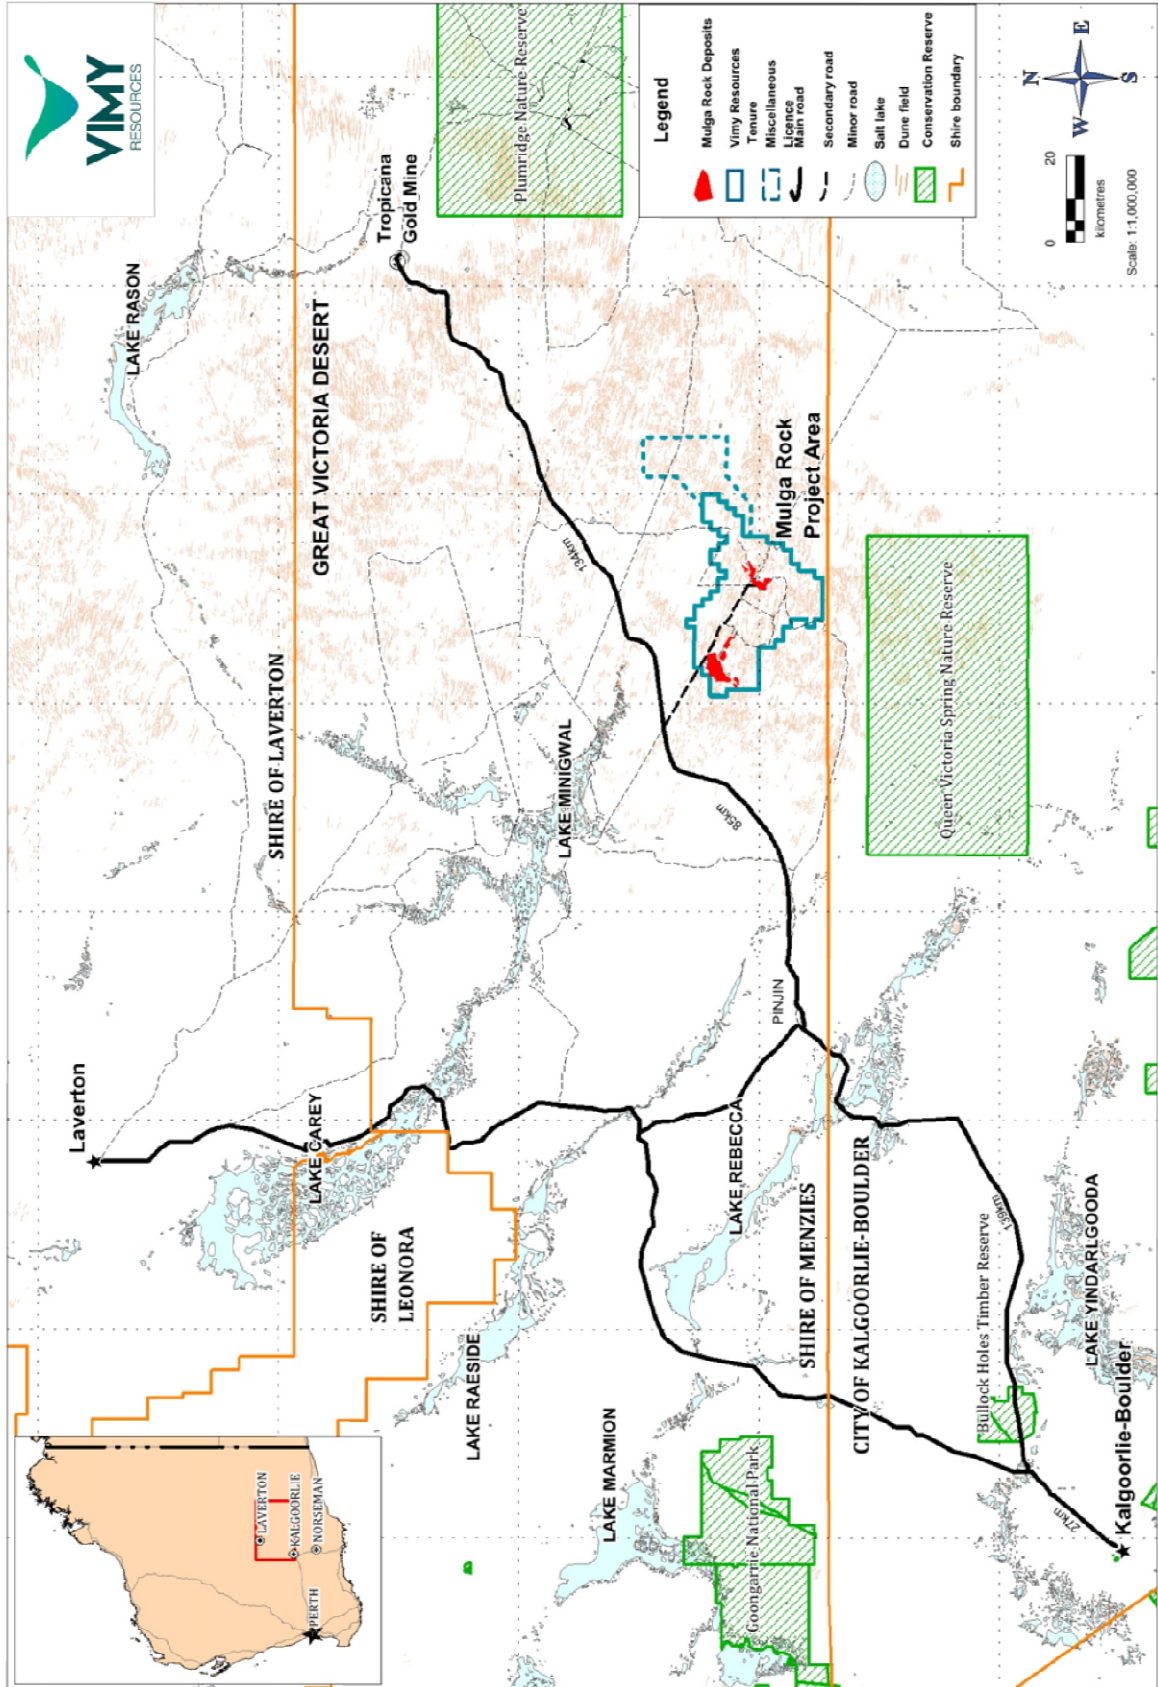 VIMY
RESOURCES
LAVERTON
KALGOORLIE
NORSEMAN
PERTH
Laverton
LAKE RASON
SHIRE OF LAVERTON
GREAT VICTORIA DESERT
LAKE CAREY
SHIRE OF
LEONORA
Tropicana
Gold Mine
Plumridge Nature Reserve
LAKE RAESIDE
LAKE MINIGWAL
134km
LAKE MARMION
LAKE REBECCA
85km
PINJIN
Mulga Rock
Project Area
Goongarrie National Park
SHIRE OF MENZIES
CITY OF KALGOORLIE-BOULDER
Queen Victoria Spring Nature Reserve
Bullock Holes Timber Reserve
139km
LAKE YINDARLGOODA
27km
Kalgoorlie-Boulder
Legend
Mulga Rock Deposits
Vimy Resources
Tenure
Miscellaneous
Licence
Main road
Secondary road
Minor road
Salt lake
Dune field
Conservation Reserve
Shire boundary
N
W
E
S
0 20
kilometres
Scale: 1:1,000,000